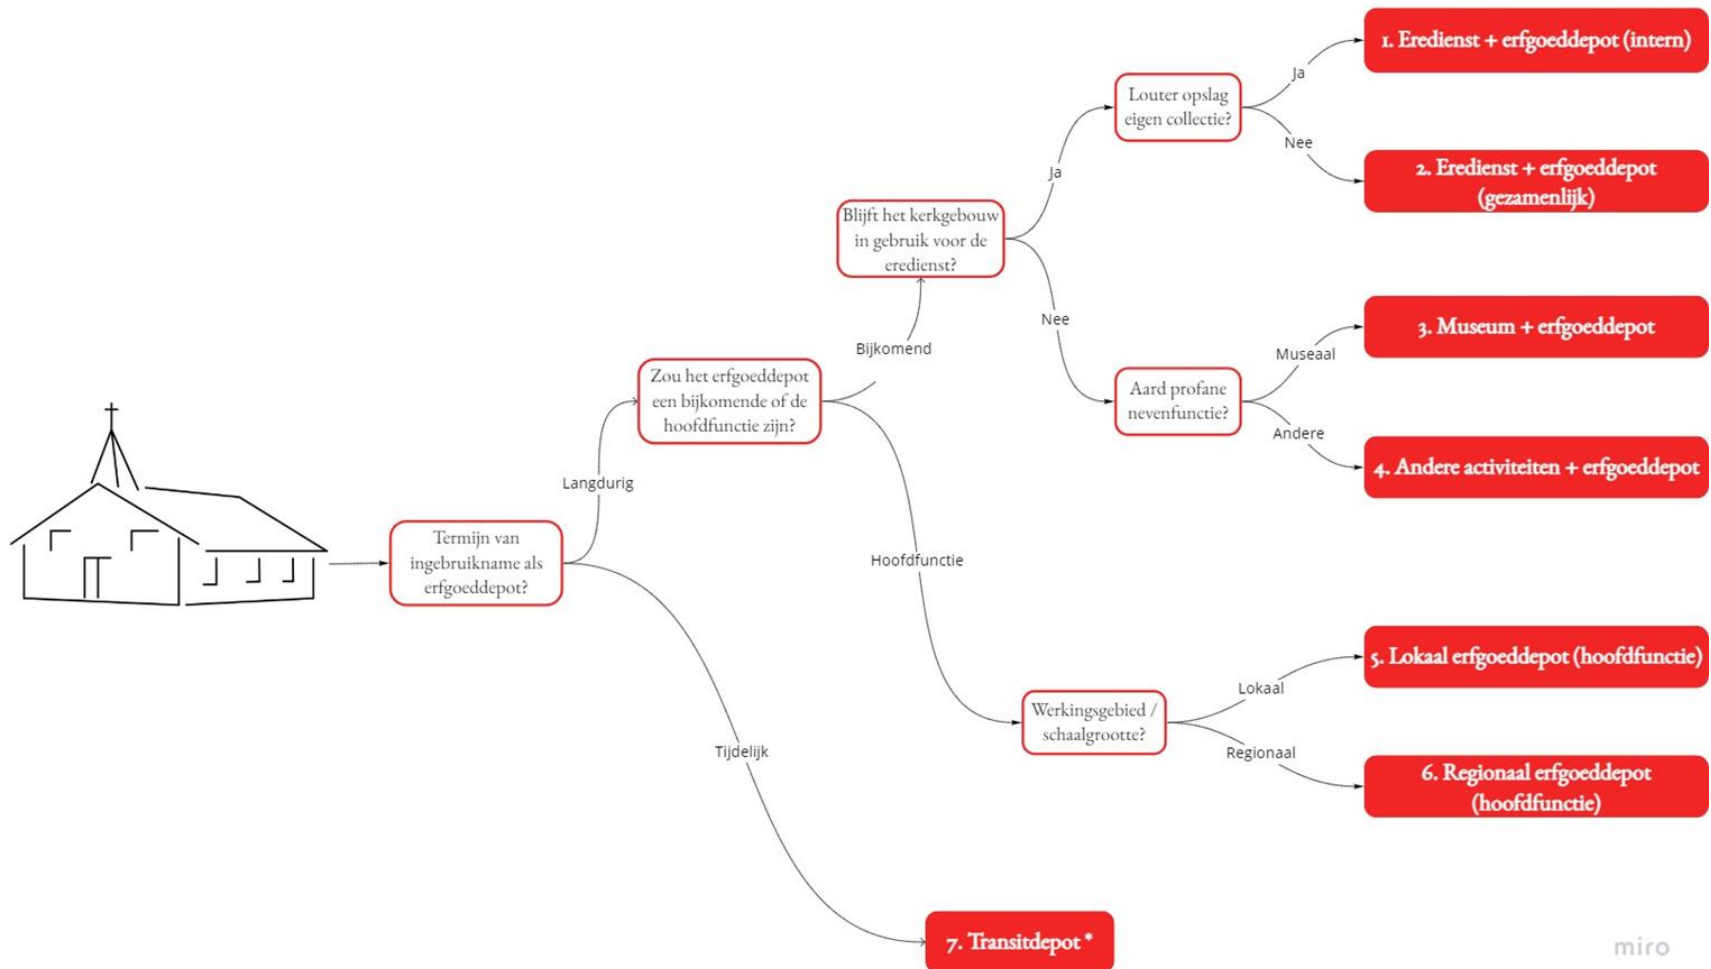 1. Eredienst + erfgoeddepot (intern)
Ja
Louter opslag
eigen collectie?
Nee
2. Eredienst + erfgoeddepot
(gezamenlijk)
Ja
Blijft het kerkgebouw
in gebruik voor de
eredienst?
Nee
3. Museum + erfgoeddepot
Museaal
Aard profane
nevenfunctie?
Andere
4. Andere activiteiten + erfgoeddepot
Bijkomend
Zou het erfgoeddepot
een bijkomende of de
hoofdfunctie zijn?
Langdurig
Termijn van
ingebruikname als
erfgoeddepot?
Hoofdfunctie
5. Lokaal erfgoeddepot (hoofdfunctie)
Lokaal
Werkingsgebied /
schaalgrootte?
Regionaal
6. Regionaal erfgoeddepot
(hoofdfunctie)
Tijdelijk
7. Transitdepot *
miro